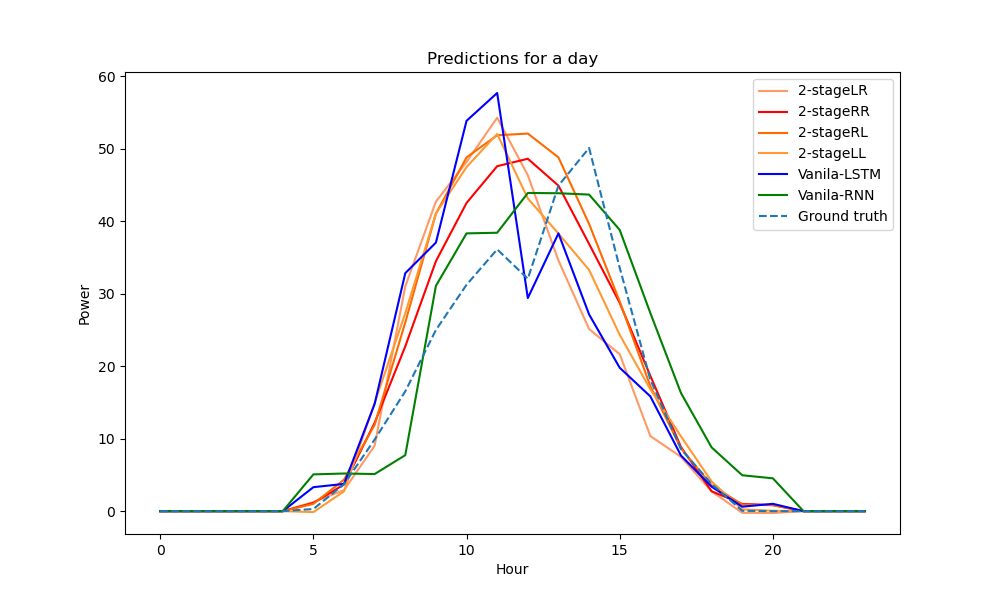 Predictions for a day
60
50
40
30
20
10
0
Power
0 5 10 15 20
Hour
2-stageLR
2-stageRR
2-stageRL
2-stageLL
Vanila-LSTM
Vanila-RNN
Ground truth